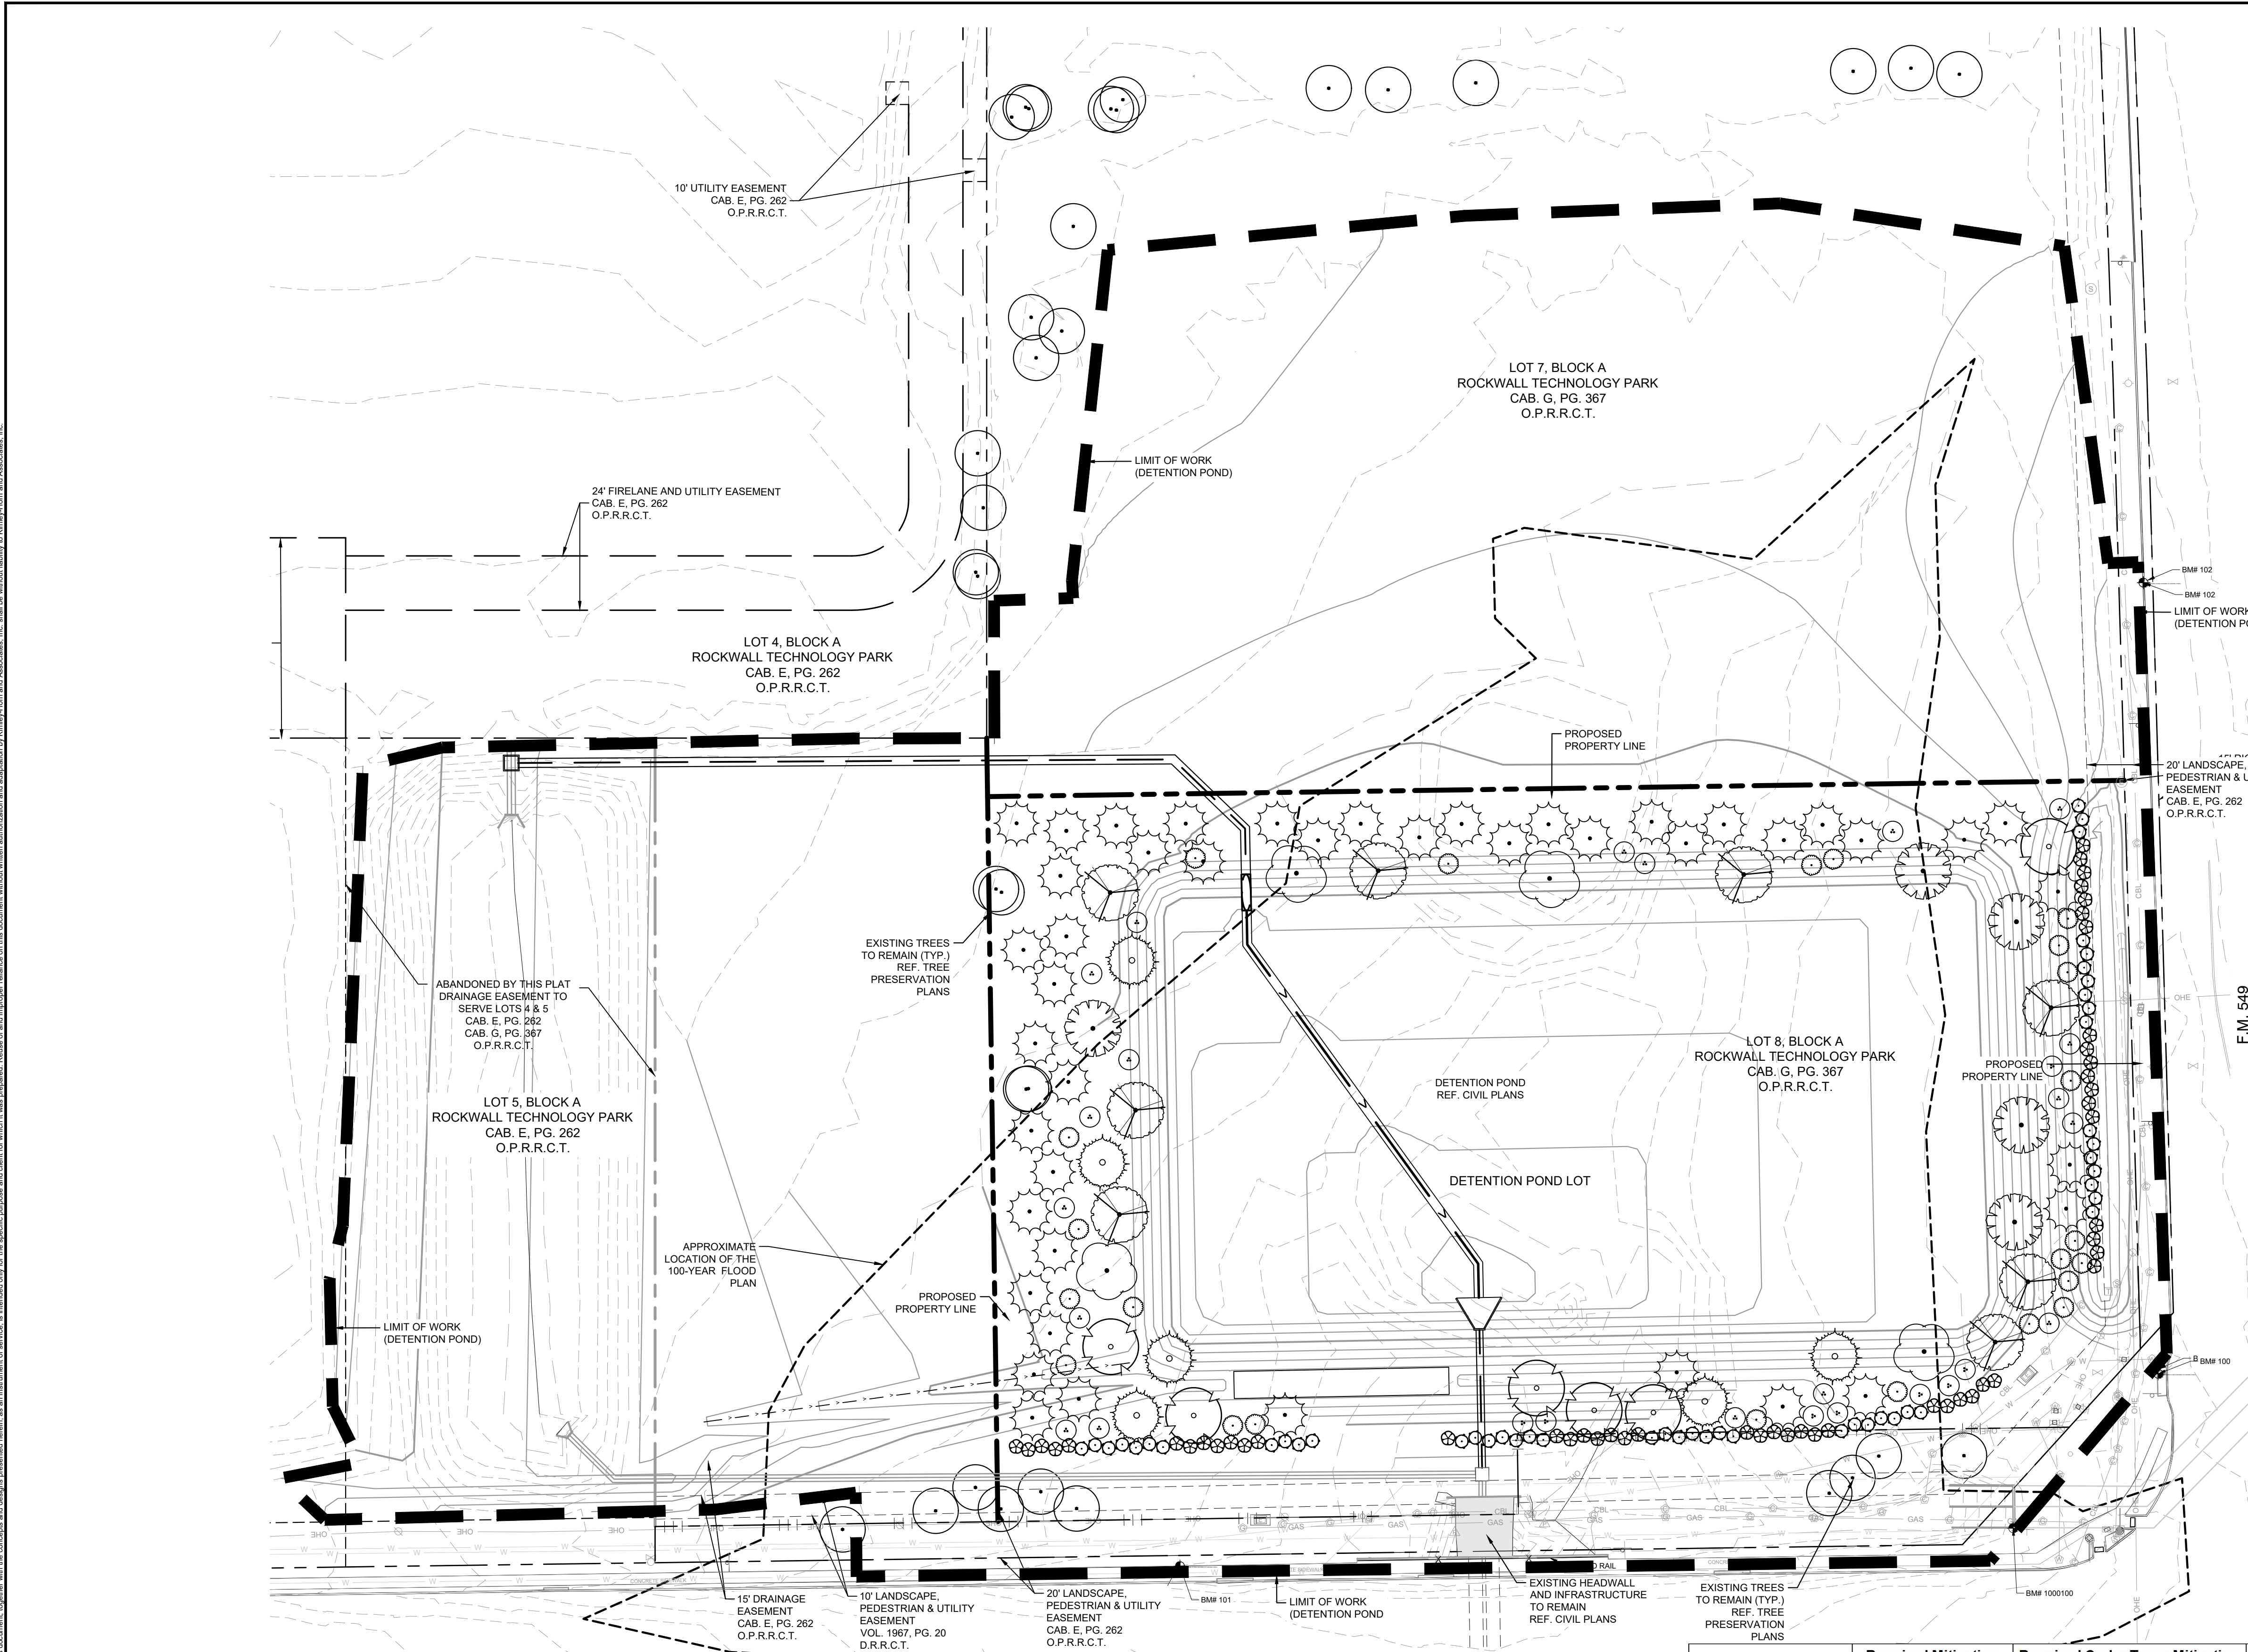 10' UTILITY EASEMENT
CAB. E, PG. 262
O.P.R.R.C.T.
LOT 7, BLOCK A
ROCKWALL TECHNOLOGY PARK
CAB. G, PG. 367
O.P.R.R.C.T.
LIMIT OF WORK
(DETENTION POND)
24' FIRELANE AND UTILITY EASEMENT
CAB. E, PG. 262
O.P.R.R.C.T.
BM# 102
BM# 102
LIMIT OF WORK
(DETENTION PO
LOT 4, BLOCK A
ROCKWALL TECHNOLOGY PARK
CAB. E, PG. 262
O.P.R.R.C.T.
PROPOSED
PROPERTY LINE
20' LANDSCAPE,
PEDESTRIAN & U
EASEMENT
CAB. E, PG. 262
O.P.R.R.C.T.
EXISTING TREES
TO REMAIN (TYP.)
REF. TREE
PRESERVATION
PLANS
ABANDONED BY THIS PLAT
DRAINAGE EASEMENT TO
SERVE LOTS 4 & 5
CAB. E, PG. 262
CAB. G, PG. 367
O.P.R.R.C.T.
F.M. 549
OHE
LOT 8, BLOCK A
ROCKWALL TECHNOLOGY PARK
CAB. G, PG. 367
O.P.R.R.C.T.
PROPOSED
PROPERTY LINE
DETENTION POND
REF. CIVIL PLANS
LOT 5, BLOCK A
ROCKWALL TECHNOLOGY PARK
CAB. E, PG. 262
O.P.R.R.C.T.
DETENTION POND LOT
APPROXIMATE
LOCATION OF THE
100-YEAR FLOOD
PLAN
PROPOSED
PROPERTY LINE
LIMIT OF WORK
(DETENTION POND)
BM# 100
15' DRAINAGE
EASEMENT
CAB. E, PG. 262
O.P.R.R.C.T.
10' LANDSCAPE,
PEDESTRIAN & UTILITY
EASEMENT
VOL. 1967, PG. 20
D.R.R.C.T.
20' LANDSCAPE,
PEDESTRIAN & UTILITY
EASEMENT
CAB. E, PG. 262
O.P.R.R.C.T.
BM# 101
LIMIT OF WORK
(DETENTION POND
RAIL
EXISTING HEADWALL
AND INFRASTRUCTURE
TO REMAIN
REF. CIVIL PLANS
EXISTING TREES
TO REMAIN (TYP.)
REF. TREE
PRESERVATION
PLANS
BM# 1000100